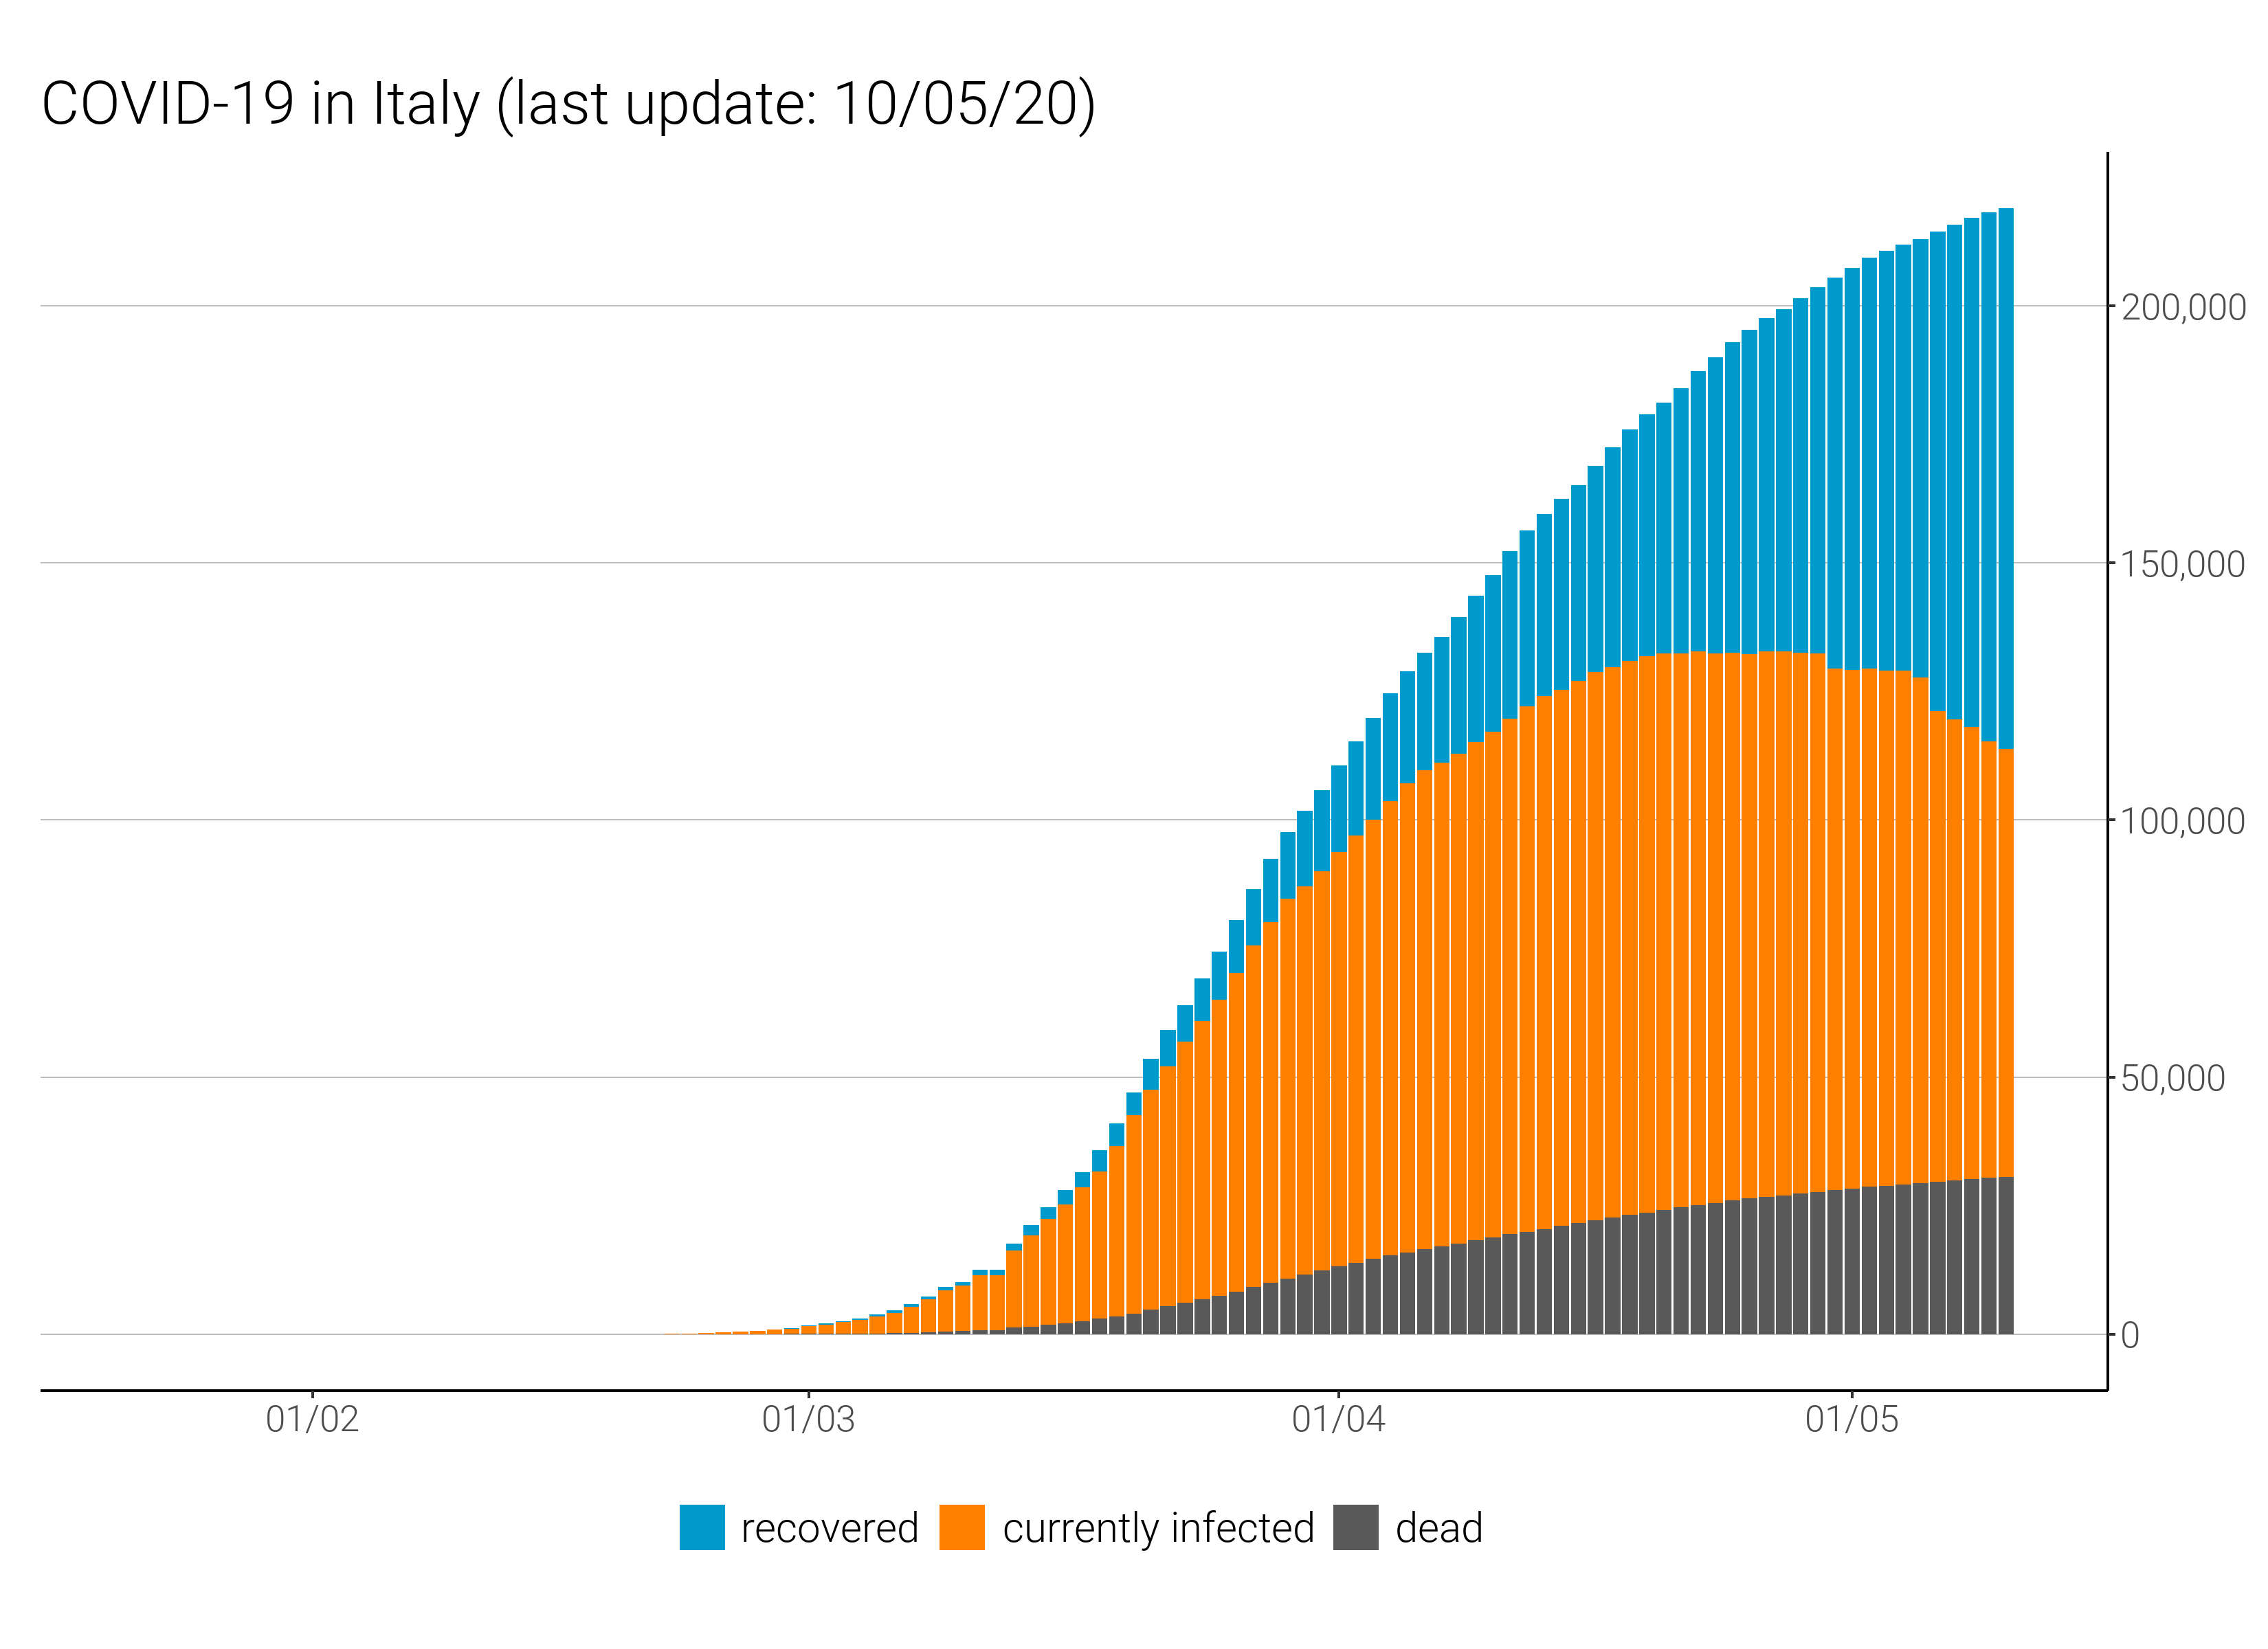 COVID-19 in Italy (last update: 10/05/20)
200,000
150,000
100,000
50,000
0
01/02 01/03 01/04 01/05
recovered currently infected dead